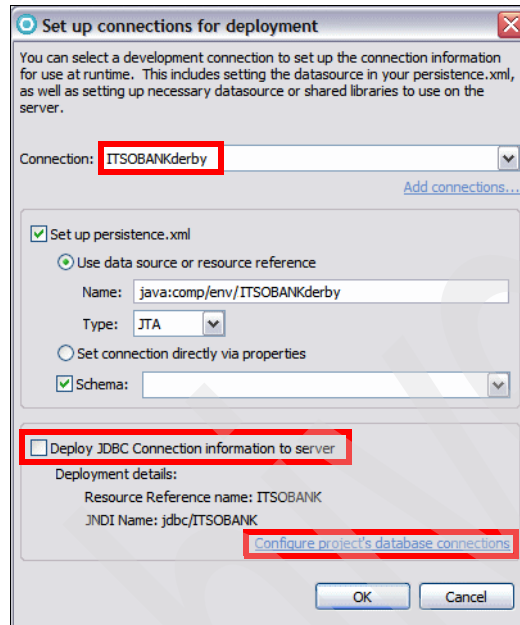 Set up connections for deployment
You can select a development connection to set up the connection information
for use at runtime. This includes setting the datasource in your persistence.xml,
as well as setting up necessary datasource or shared libraries to use on the
server.
Connection: ITSOBANKderby
Add connections...
Set up persistence.xml
Use data source or resource reference
Name: java:comp/env/ITSOBANKderby
Type: JTA
Set connection directly via properties
Schema:
Deploy JDBC Connection information to server
Deployment details:
Resource Reference name: ITSOBANK
JNDI Name: jdbc/ITSOBANK
Configure project's database connections
OK Cancel